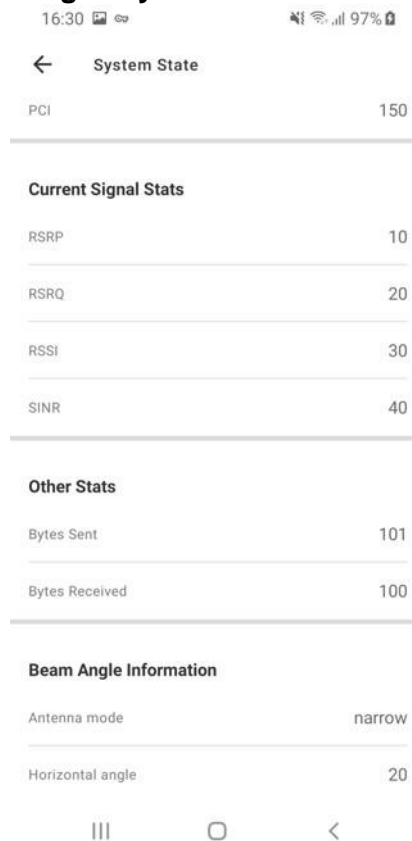 16:30 97%
System State
PCI 150
Current Signal Stats
RSRP 10
RSRQ 20
RSSI 30
SINR 40
Other Stats
Bytes Sent 101
Bytes Received 100
Beam Angle Information
Antenna mode narrow
Horizontal angle 20